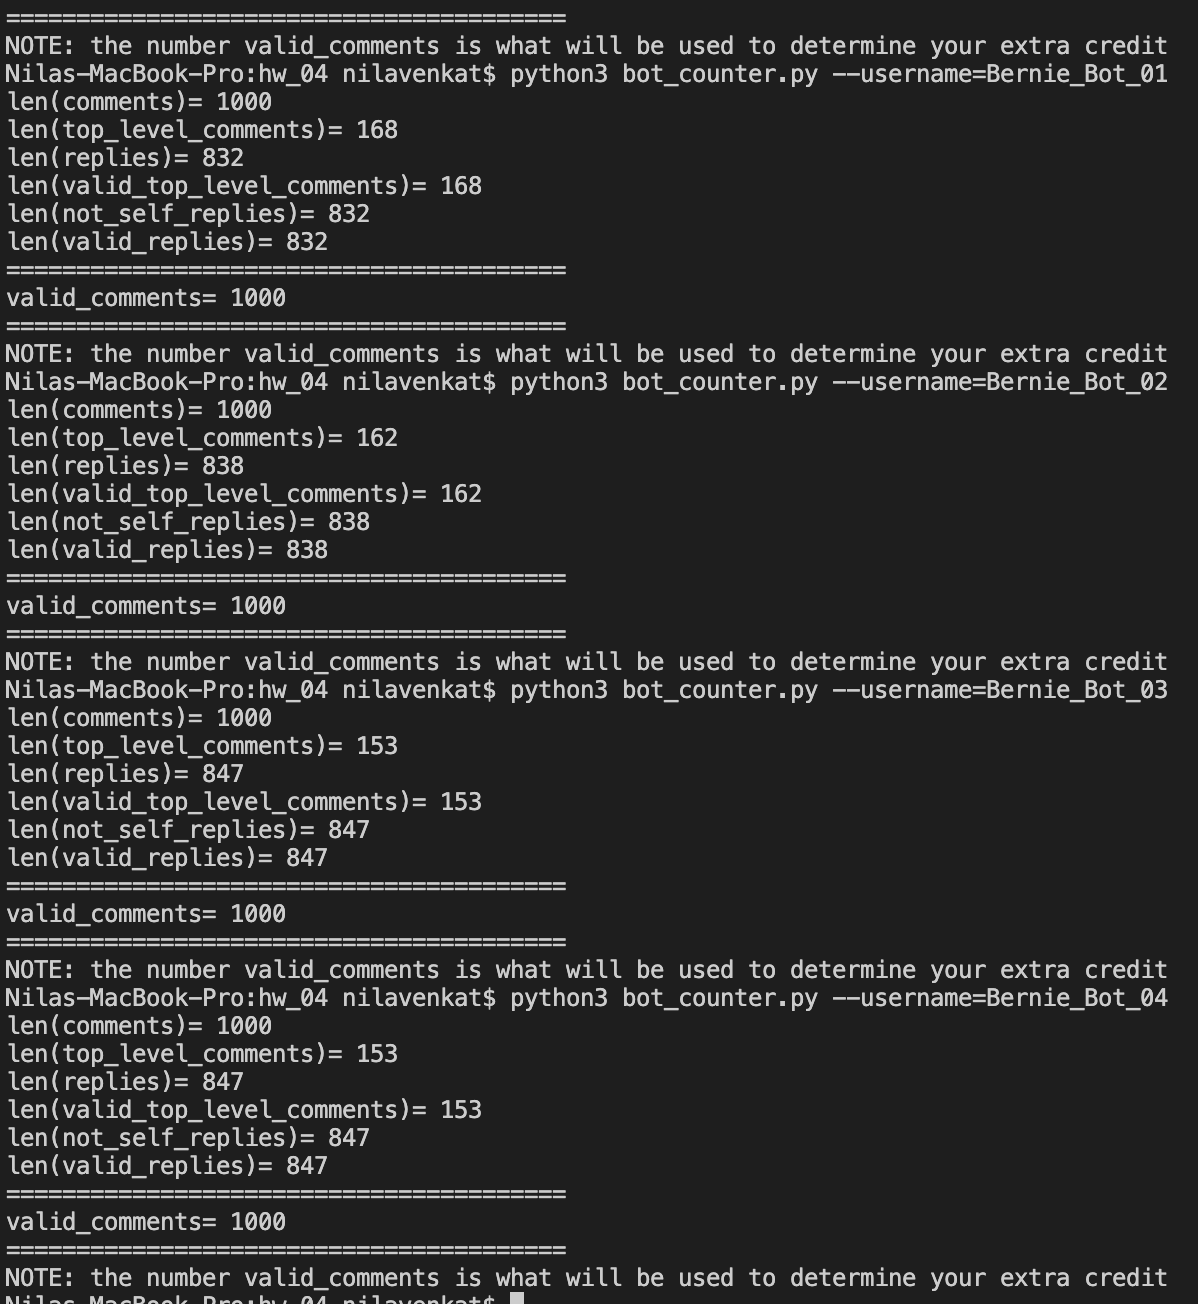 ========================================
NOTE: the number valid_comments is what will be used to determine your extra credit
Nilas-MacBook-Pro:hw_04 nilavenkat$ python3 bot_counter.py --username=Bernie_Bot_01
len(comments)= 1000
len(top_level_comments)= 168
len(replies)= 832
len(valid_top_level_comments)= 168
len(not_self_replies)= 832
len(valid_replies)= 832
========================================
valid_comments= 1000
========================================
NOTE: the number valid_comments is what will be used to determine your extra credit
Nilas-MacBook-Pro:hw_04 nilavenkat$ python3 bot_counter.py --username=Bernie_Bot_02
len(comments)= 1000
len(top_level_comments)= 162
len(replies)= 838
len(valid_top_level_comments)= 162
len(not_self_replies)= 838
len(valid_replies)= 838
========================================
valid_comments= 1000
========================================
NOTE: the number valid_comments is what will be used to determine your extra credit
Nilas-MacBook-Pro:hw_04 nilavenkat$ python3 bot_counter.py --username=Bernie_Bot_03
len(comments)= 1000
len(top_level_comments)= 153
len(replies)= 847
len(valid_top_level_comments)= 153
len(not_self_replies)= 847
len(valid_replies)= 847
========================================
valid_comments= 1000
========================================
NOTE: the number valid_comments is what will be used to determine your extra credit
Nilas-MacBook-Pro:hw_04 nilavenkat$ python3 bot_counter.py --username=Bernie_Bot_04
len(comments)= 1000
len(top_level_comments)= 153
len(replies)= 847
len(valid_top_level_comments)= 153
len(not_self_replies)= 847
len(valid_replies)= 847
========================================
valid_comments= 1000
========================================
NOTE: the number valid_comments is what will be used to determine your extra credit
Nilas-MacBook-Pro:hw_04 nilavenkat$